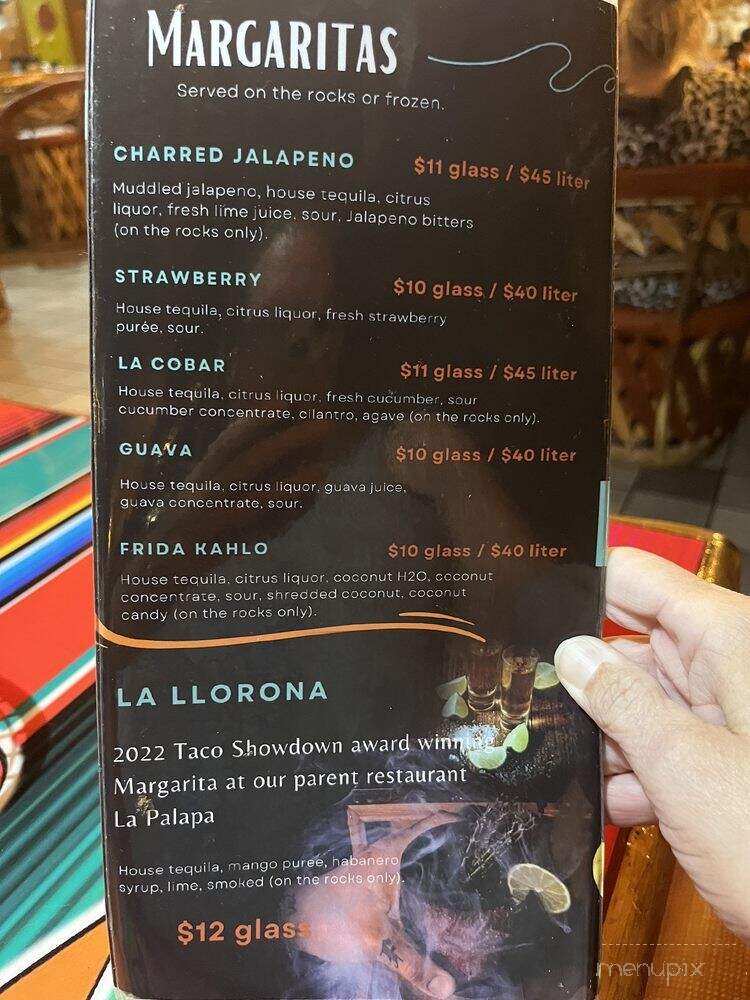 MARGARITAS
Served on the rocks or frozen.
CHARRED JALAPENO
$11 glass / $45 liter
Muddled jalapeno, house tequila, citrus
liquor, fresh lime juice, sour, Jalapeno bitters
(on the rocks only).
STRAWBERRY
$10 glass / $40 liter
House tequila, citrus liquor, fresh strawberry
purée, sour.
LA COBAR
$11 glass / $45 liter
House tequila, citrus liquor, fresh cucumber, sour
cucumber concentrate, cilantro, agave (on the rocks only).
GUAVA
$10 glass / $40 liter
House tequila, citrus liquor, guava juice,
guava concentrate, sour.
FRIDA KAHLO
$10 glass / $40 liter
House tequila, citrus liquor, coconut H2O, coconut
concentrate, sour, shredded coconut, coconut
candy (on the rocks only).
LA LLORONA
2022 Taco Showdown award winning
Margarita at our parent restaurant
La Palapa
House tequila, mango puree, habanero
syrup, lime, smoked (on the rocks only).
$12 glass
menupix